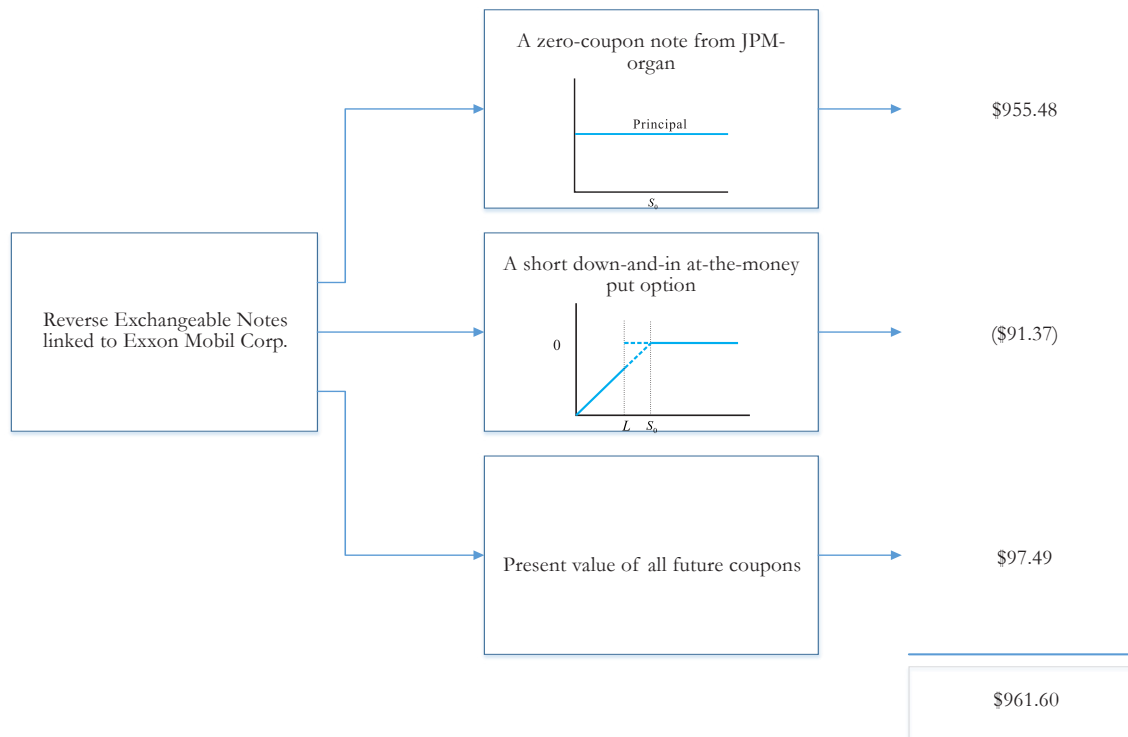 A zero-coupon note from JPM-
organ
Principal
S₀
$955.48
Reverse Exchangeable Notes
linked to Exxon Mobil Corp.
A short down-and-in at-the-money
put option
0
L S₀
($91.37)
Present value of all future coupons
$97.49
$961.60